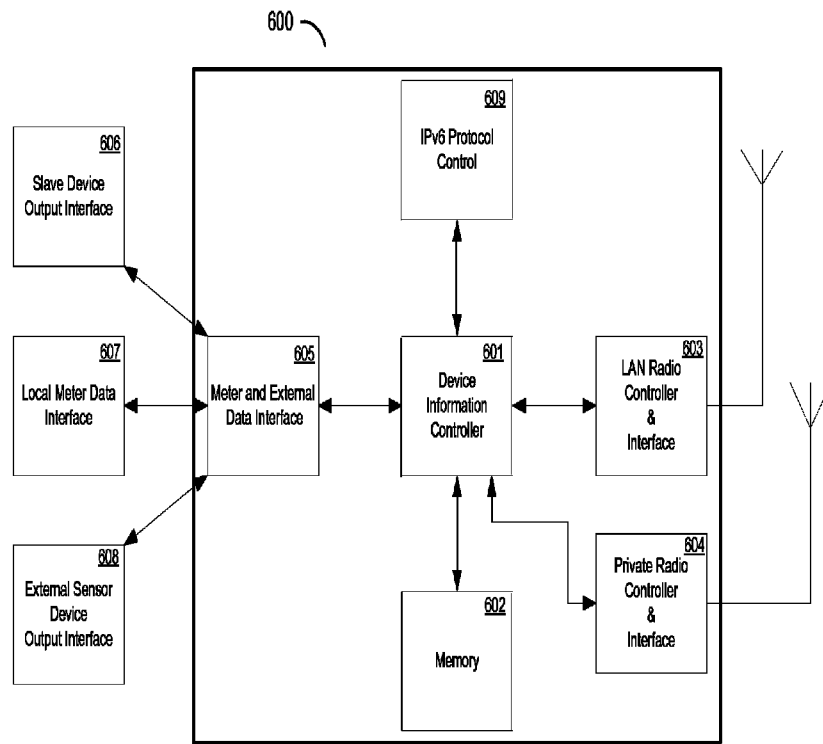 600
609
IPv6 Protocol
Control
606
Slave Device
Output Interface
607
Local Meter Data
Interface
605
Meter and External
Data Interface
601
Device
Information
Controller
603
LAN Radio
Controller
&
Interface
608
External Sensor
Device
Output Interface
602
Memory
604
Private Radio
Controller
&
Interface